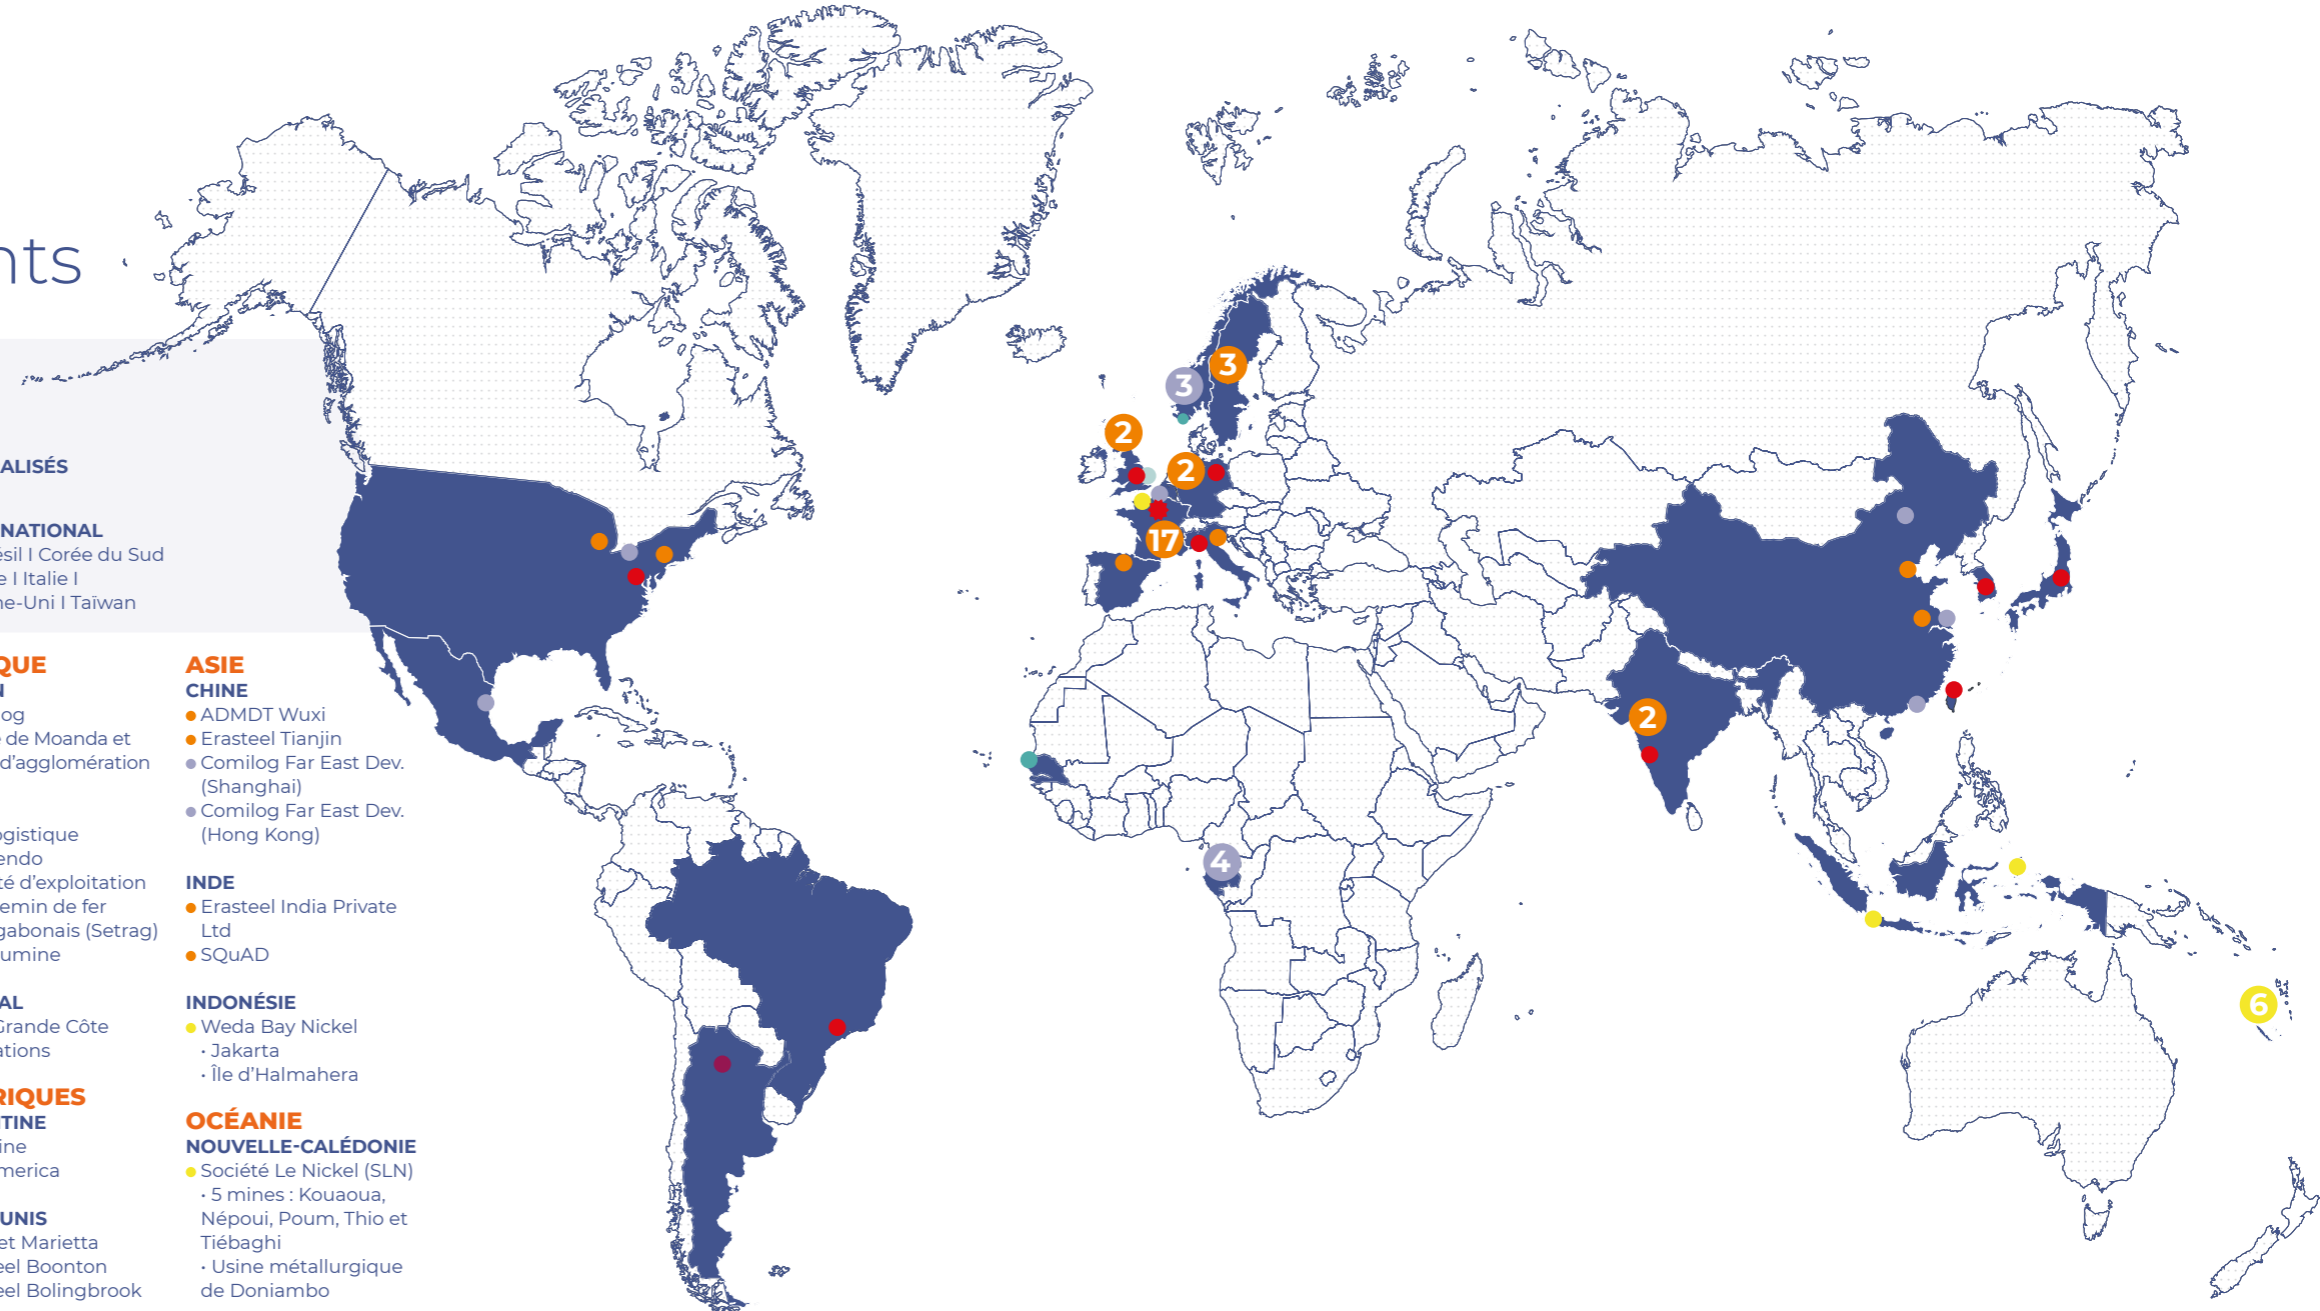 nts
ALISÉS
NATIONAL
ésil I Corée du Sud
e I Italie I
ne-Uni I Taïwan
QUE
N
og
e de Moanda et
d’agglomération
ogistique
endo
té d’exploitation
emin de fer
gabonais (Setrag)
umine
AL
Grande Côte
ations
RIQUES
TINE
ine
merica
UNIS
et Marietta
eel Boonton
eel Bolingbrook
ASIE
CHINE
ADMDT Wuxi
Erasteel Tianjin
Comilog Far East Dev.
(Shanghai)
Comilog Far East Dev.
(Hong Kong)
INDE
Erasteel India Private
Ltd
SQuAD
INDONÉSIE
Weda Bay Nickel
· Jakarta
· Île d’Halmahera
OCÉANIE
NOUVELLE-CALÉDONIE
Société Le Nickel (SLN)
· 5 mines : Kouaoua,
Népoui, Poum, Thio et
Tiébaghi
· Usine métallurgique
de Doniambo
3
3
2
2
17
2
4
6